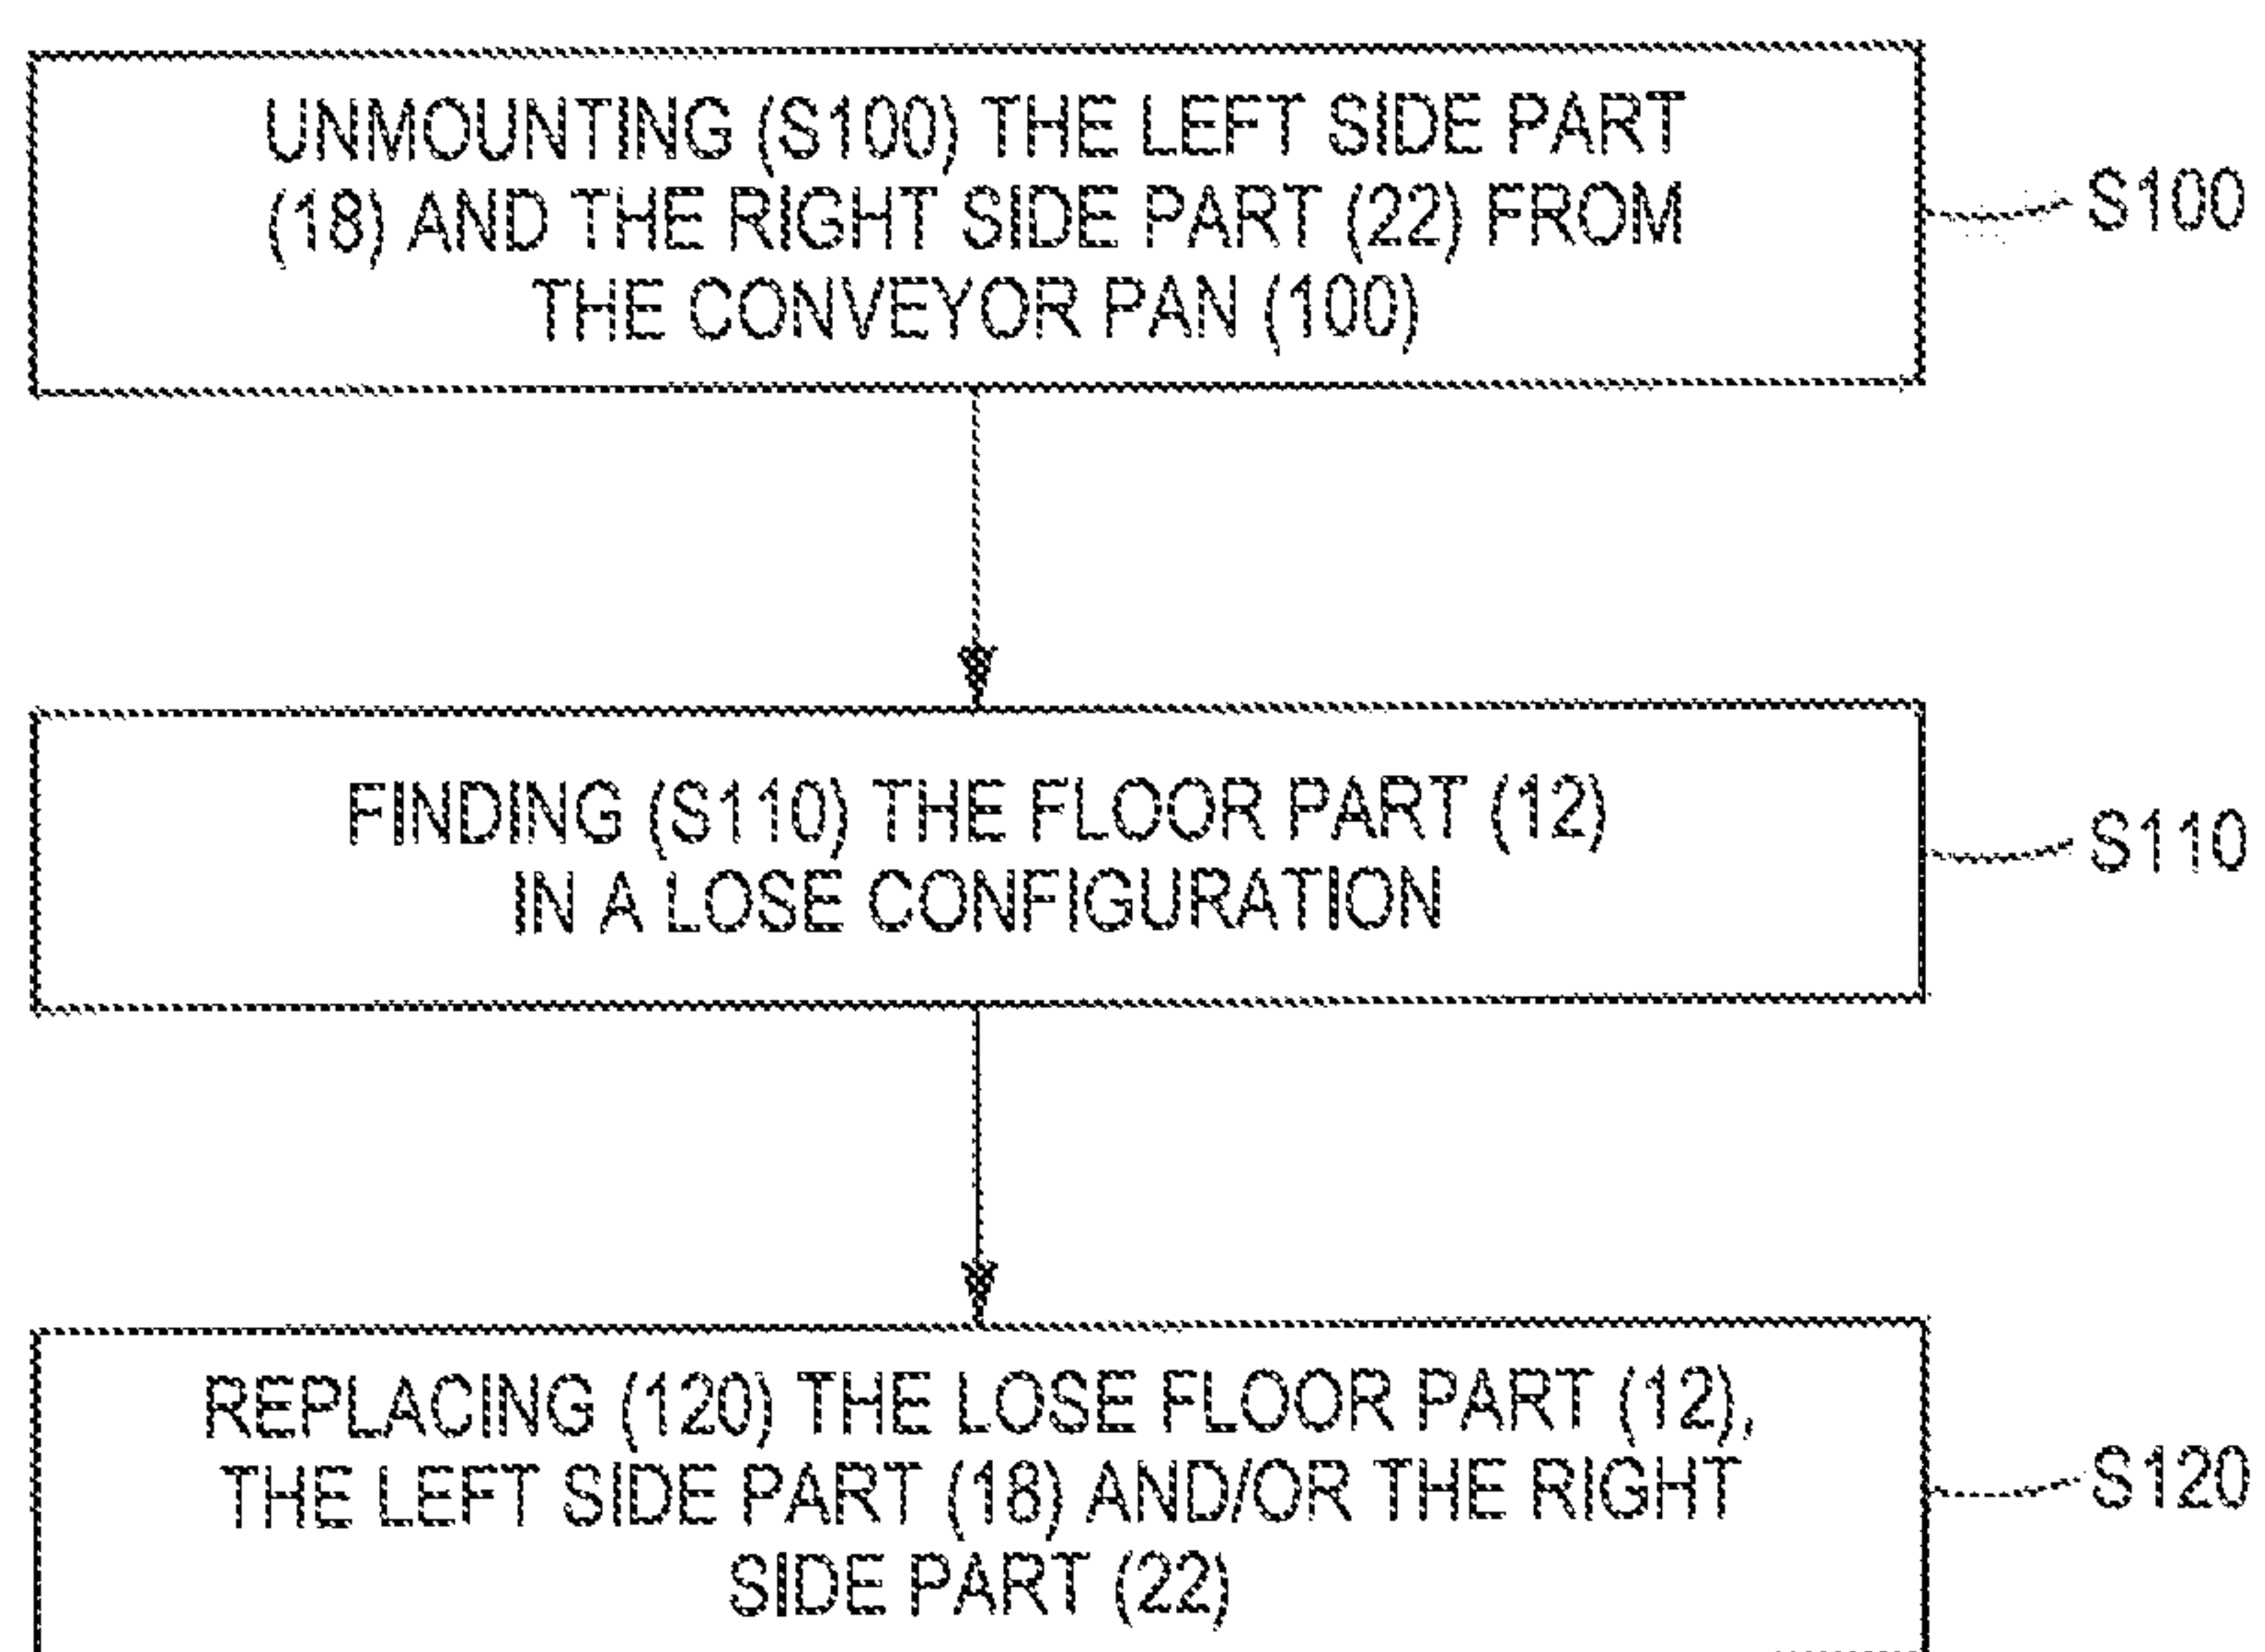 UNMOUNTING (S100) THE LEFT SIDE PART
(18) AND THE RIGHT SIDE PART (22) FROM
THE CONVEYOR PAN (100)
S100
FINDING (S110) THE FLOOR PART (12)
IN A LOSE CONFIGURATION
S110
REPLACING (120) THE LOSE FLOOR PART (12),
THE LEFT SIDE PART (18) AND/OR THE RIGHT
SIDE PART (22)
S120